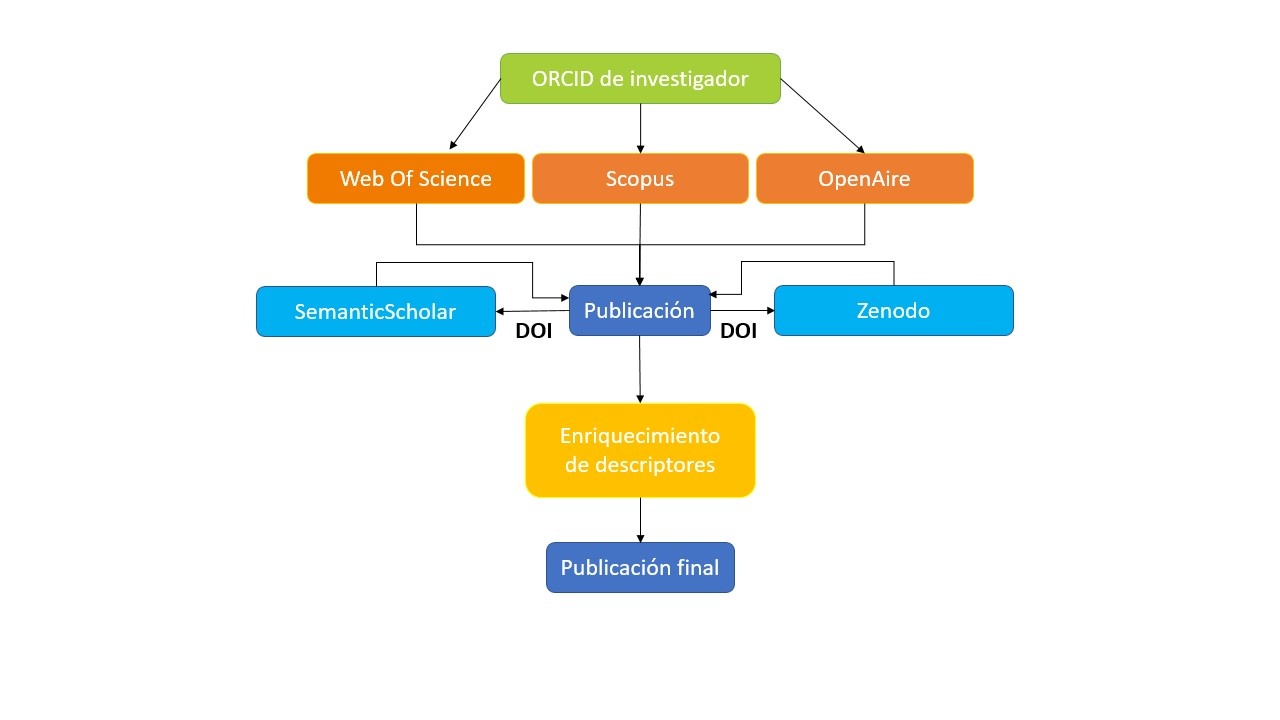 ORCID de investigador
Web Of Science
Scopus
OpenAire
SemanticScholar
Publicación
Zenodo
DOI
DOI
Enriquecimiento
de descriptores
Publicación final